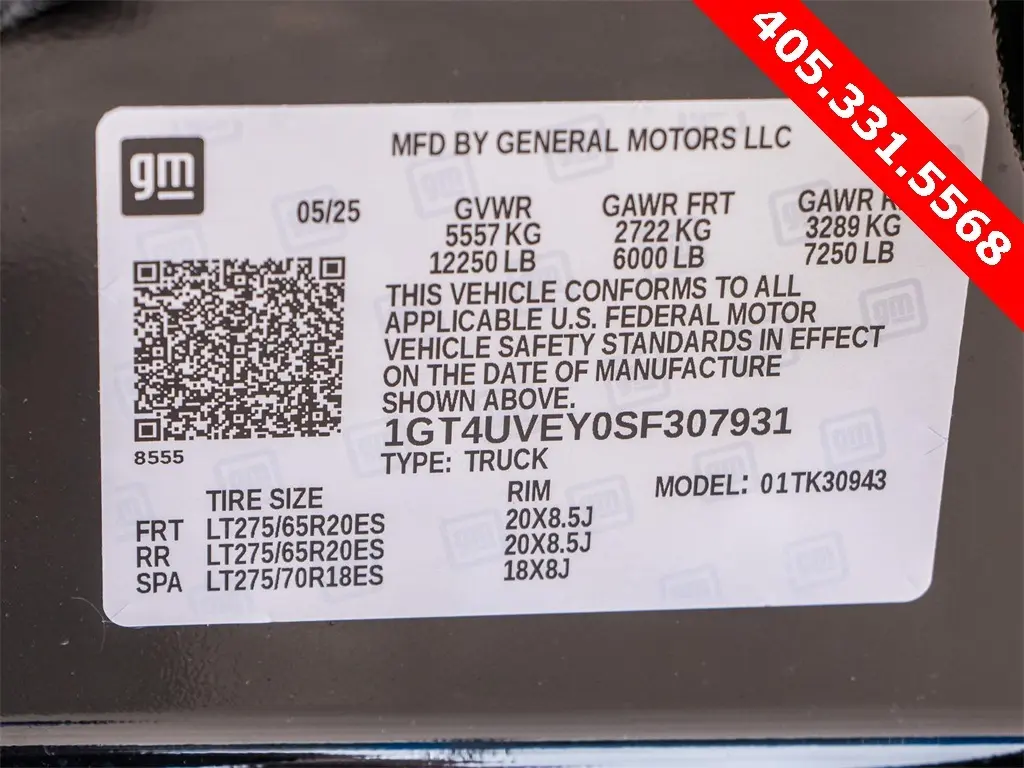 405.331.5568
gm
MFD BY GENERAL MOTORS LLC
05/25
GVWR GAWR FRT GAWR
5557 KG 2722 KG 3289 KG
12250 LB 6000 LB 7250 LB
THIS VEHICLE CONFORMS TO ALL
APPLICABLE U.S. FEDERAL MOTOR
VEHICLE SAFETY STANDARDS IN EFFECT
ON THE DATE OF MANUFACTURE
SHOWN ABOVE.
1GT4UVEY0SF307931
8555
TYPE: TRUCK
TIRE SIZE RIM MODEL: 01TK30943
FRT LT275/65R20ES 20X8.5J
RR LT275/65R20ES 20X8.5J
SPA LT275/70R18ES 18X8J